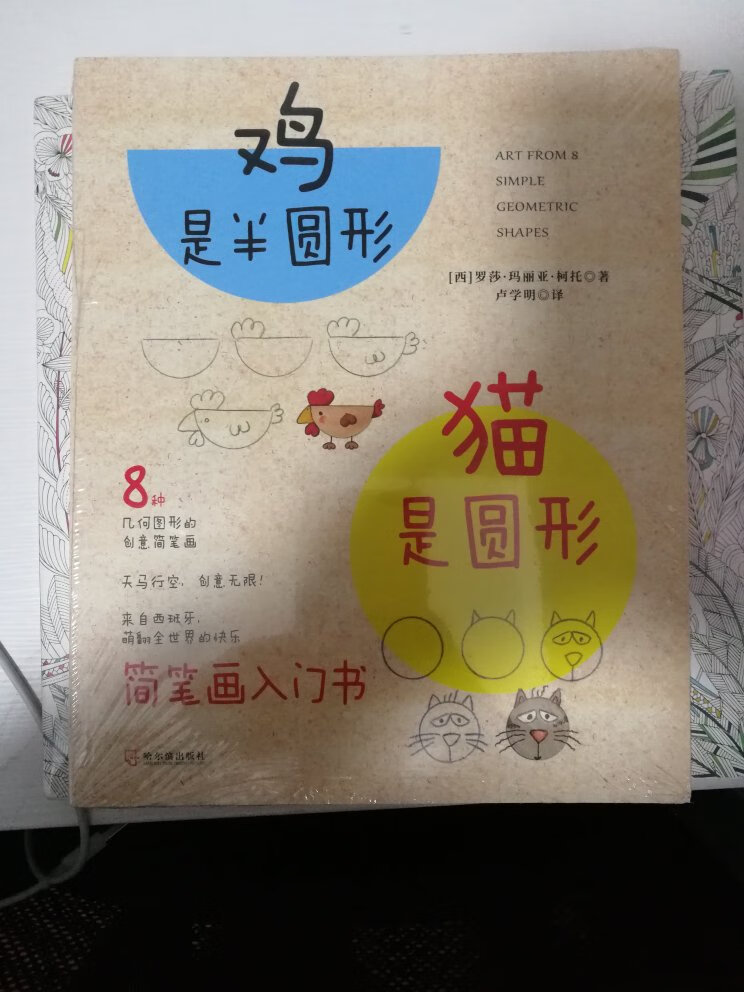 鸡
是半圆形
ART FROM 8
SIMPLE
GEOMETRIC
SHAPES
[西]罗莎·玛丽亚·柯托◎著
卢学明◎译
猫
是圆形
8种
几何图形的
创意简笔画
天马行空，创意无限！
来自西班牙，
萌翻全世界的快乐
简笔画入门书
哈尔滨出版社